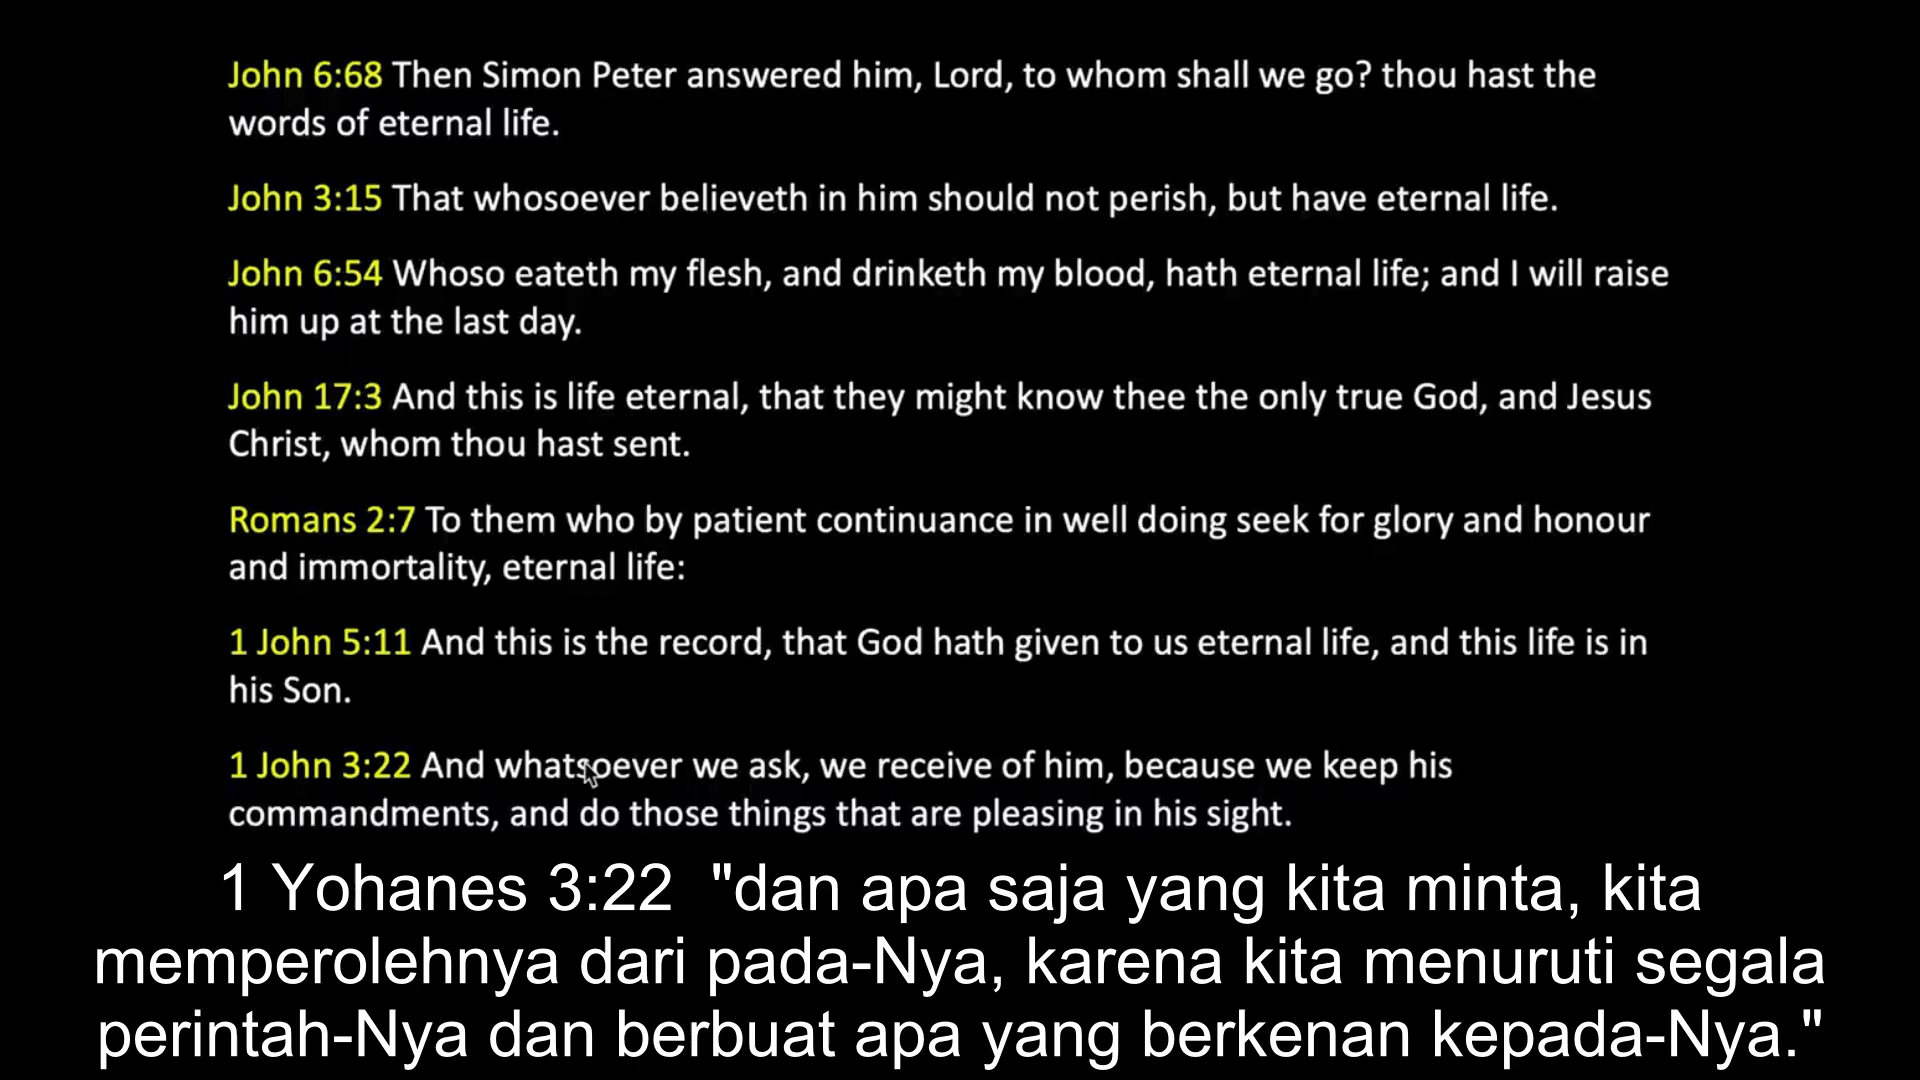 John 6:68 Then Simon Peter answered him, Lord, to whom shall we go? thou hast the
words of eternal life.
John 3:15 That whosoever believeth in him should not perish, but have eternal life.
John 6:54 Whoso eateth my flesh, and drinketh my blood, hath eternal life; and I will raise
him up at the last day.
John 17:3 And this is life eternal, that they might know thee the only true God, and Jesus
Christ, whom thou hast sent.
Romans 2:7 To them who by patient continuance in well doing seek for glory and honour
and immortality, eternal life:
1 John 5:11 And this is the record, that God hath given to us eternal life, and this life is in
his Son.
1 John 3:22 And whatsoever we ask, we receive of him, because we keep his
commandments, and do those things that are pleasing in his sight.
1 Yohanes 3:22  "dan apa saja yang kita minta, kita
memperolehnya dari pada-Nya, karena kita menuruti segala
perintah-Nya dan berbuat apa yang berkenan kepada-Nya."